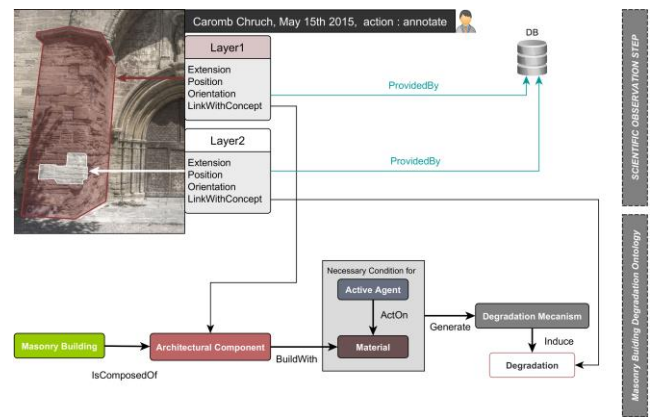 Caromb Chruch, May 15th 2015, action : annotate
Layer1
Extension
Position
Orientation
LinkWithConcept
DB
ProvidedBy
Layer2
Extension
Position
Orientation
LinkWithConcept
ProvidedBy
SCIENTIFIC OBSERVATION STEP
Necessary Condition for
Active Agent
ActOn
Material
Masonry Building
IsComposedOf
Architectural Component
BuildWith
Generate
Degradation Mecanism
Induce
Degradation
Masonry Buiding Degradation Ontology